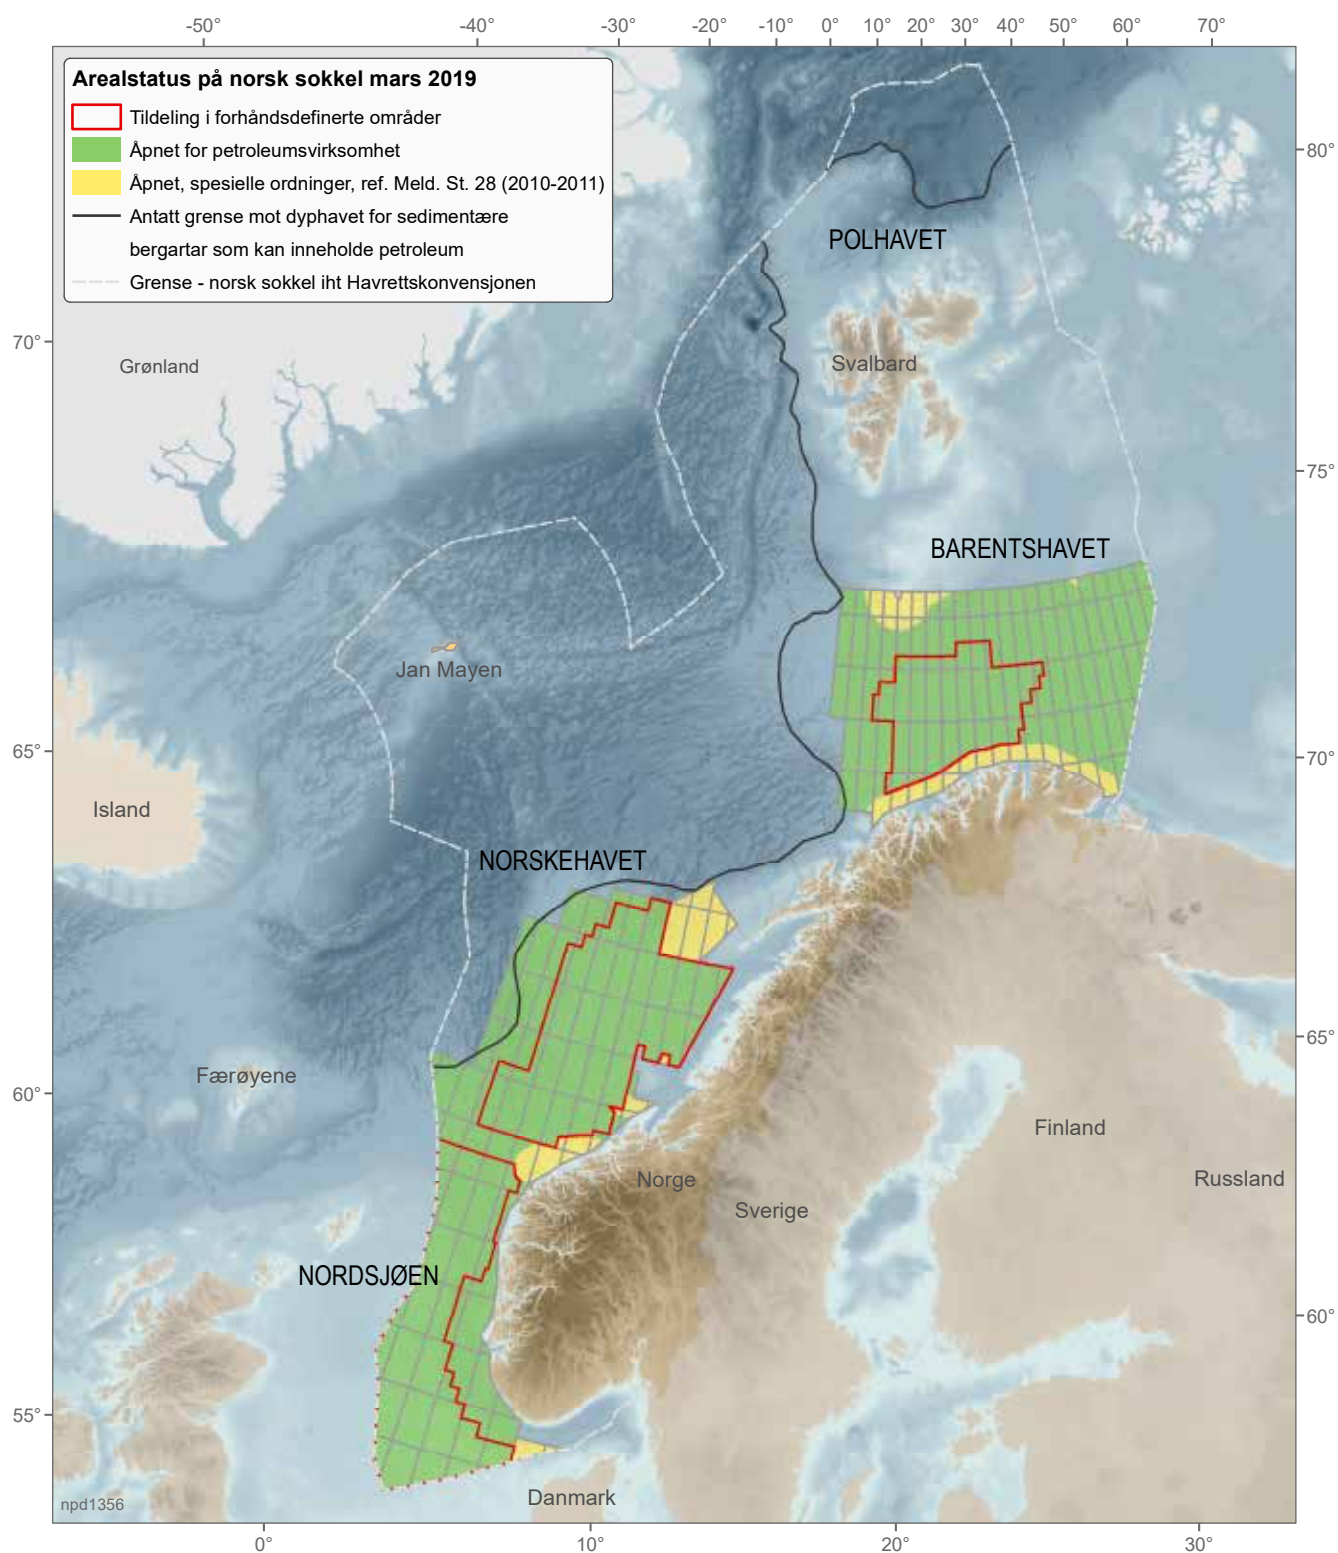 -50°
-40°
-30°
-20°
-10°
0°
10°
20°
30°
40°
50°
60°
70°
Arealstatus på norsk sokkel mars 2019
Tildeling i forhåndsdefinerte områder
Åpnet for petroleumsvirksomhet
Åpnet, spesielle ordninger, ref. Meld. St. 28 (2010-2011)
Antatt grense mot dyphavet for sedimentære
bergartar som kan inneholde petroleum
Grense - norsk sokkel iht Havrettskonvensjonen
80°
POLHAVET
70°
Grønland
Svalbard
75°
BARENTSHAVET
Jan Mayen
65°
70°
Island
NORSKEHAVET
65°
Færøyene
60°
Finland
Norge
Russland
Sverige
NORDSJØEN
60°
55°
Danmark
npd1356
0°
10°
20°
30°